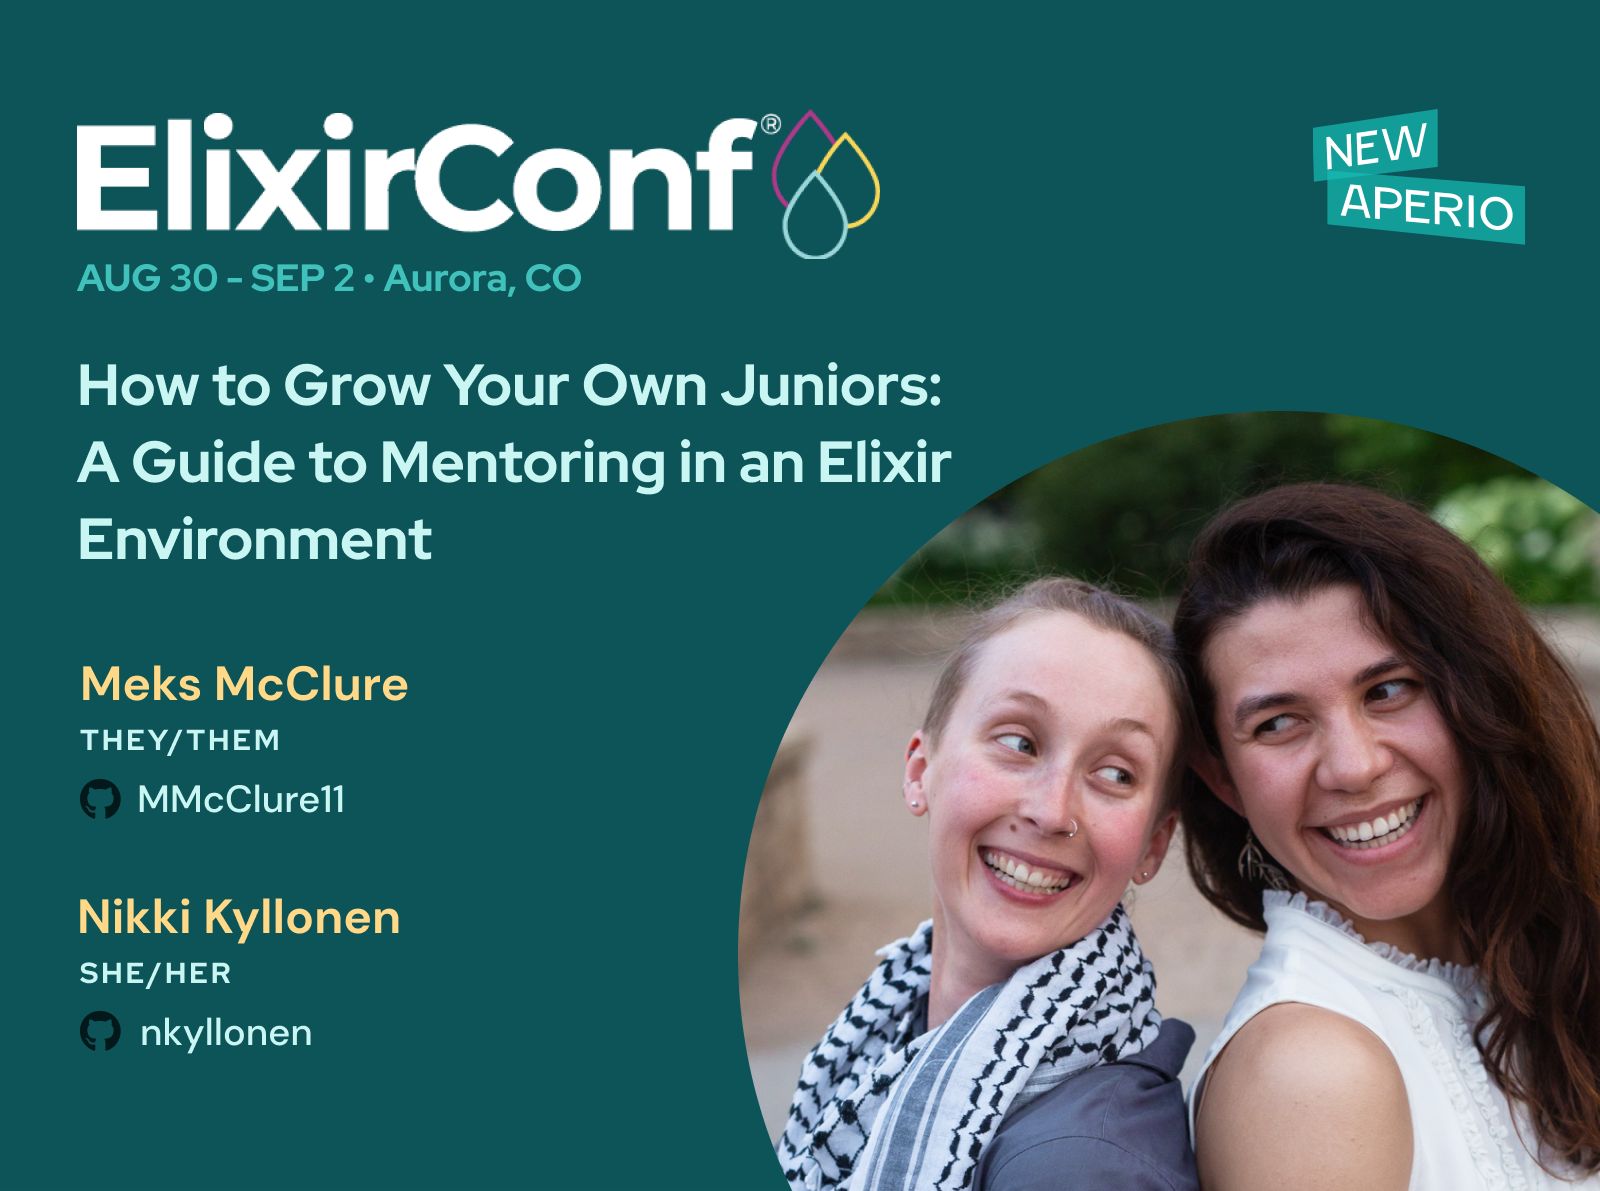 ElixirConf®
NEW
APERIO
AUG 30 - SEP 2 • Aurora, CO
How to Grow Your Own Juniors:
A Guide to Mentoring in an Elixir
Environment
Meks McClure
THEY/THEM
MMcClure11
Nikki Kyllonen
SHE/HER
nkyllonen